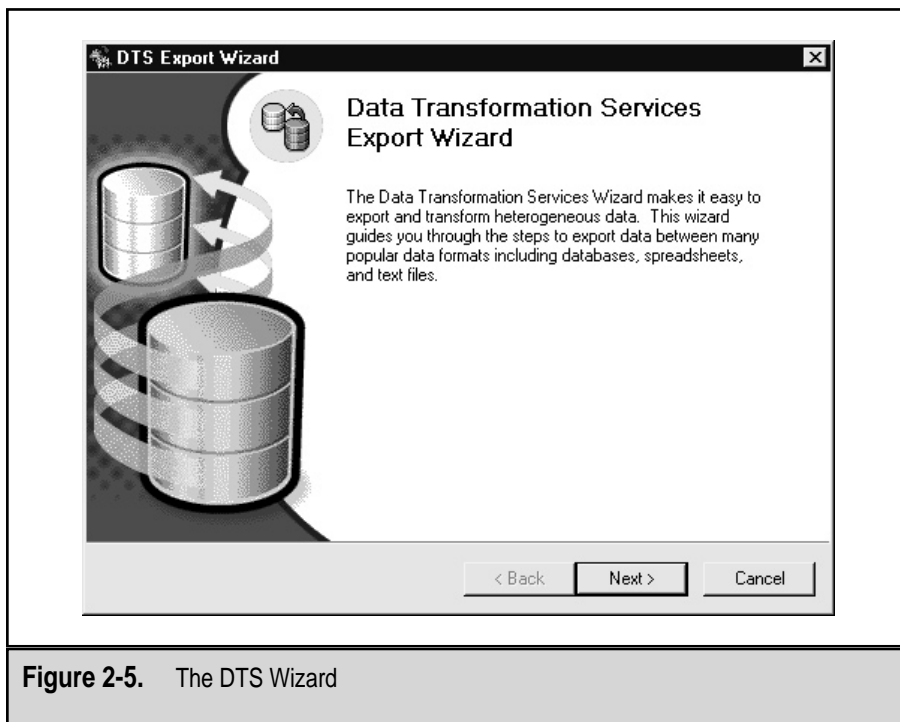 DTS Export Wizard
Data Transformation Services
Export Wizard
The Data Transformation Services Wizard makes it easy to
export and transform heterogeneous data.  This wizard
guides you through the steps to export data between many
popular data formats including databases, spreadsheets,
and text files.
< Back
Next >
Cancel
Figure 2-5.    The DTS Wizard